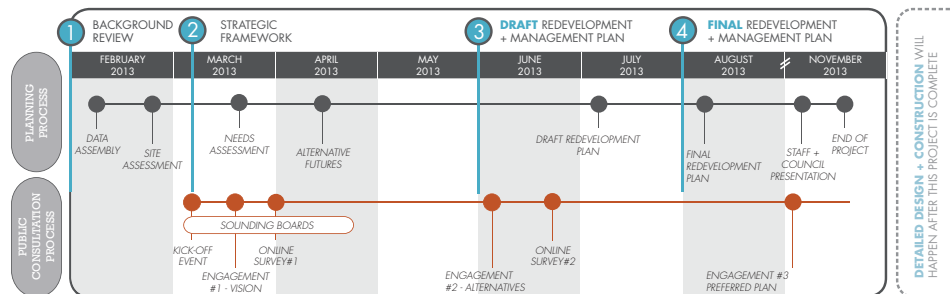 1 BACKGROUND
REVIEW
2 STRATEGIC
FRAMEWORK
3 DRAFT REDEVELOPMENT
+ MANAGEMENT PLAN
4 FINAL REDEVELOPMENT
+ MANAGEMENT PLAN
FEBRUARY
2013
MARCH
2013
APRIL
2013
MAY
2013
JUNE
2013
JULY
2013
AUGUST
2013
NOVEMBER
2013
PLANNING
PROCESS
DATA
ASSEMBLY
SITE
ASSESSMENT
NEEDS
ASSESSMENT
ALTERNATIVE
FUTURES
DRAFT REDEVELOPMENT
PLAN
FINAL
REDEVELOPMENT
PLAN
STAFF +
COUNCIL
PRESENTATION
END OF
PROJECT
PUBLIC
CONSULTATION
PROCESS
SOUNDING BOARDS
KICK-OFF
EVENT
ENGAGEMENT
#1 - VISION
ONLINE
SURVEY#1
ENGAGEMENT
#2 - ALTERNATIVES
ONLINE
SURVEY#2
ENGAGEMENT #3
PREFERRED PLAN
DETAILED DESIGN + CONSTRUCTION WILL
HAPPEN AFTER THIS PROJECT IS COMPLETE